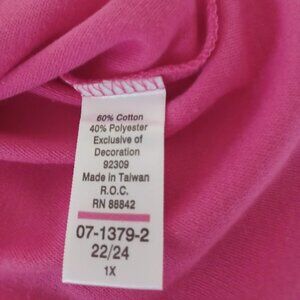 60% Cotton
40% Polyester
Exclusive of
Decoration
92309
Made in Taiwan
R.O.C.
RN 88842
07-1379-2
22/24
1X